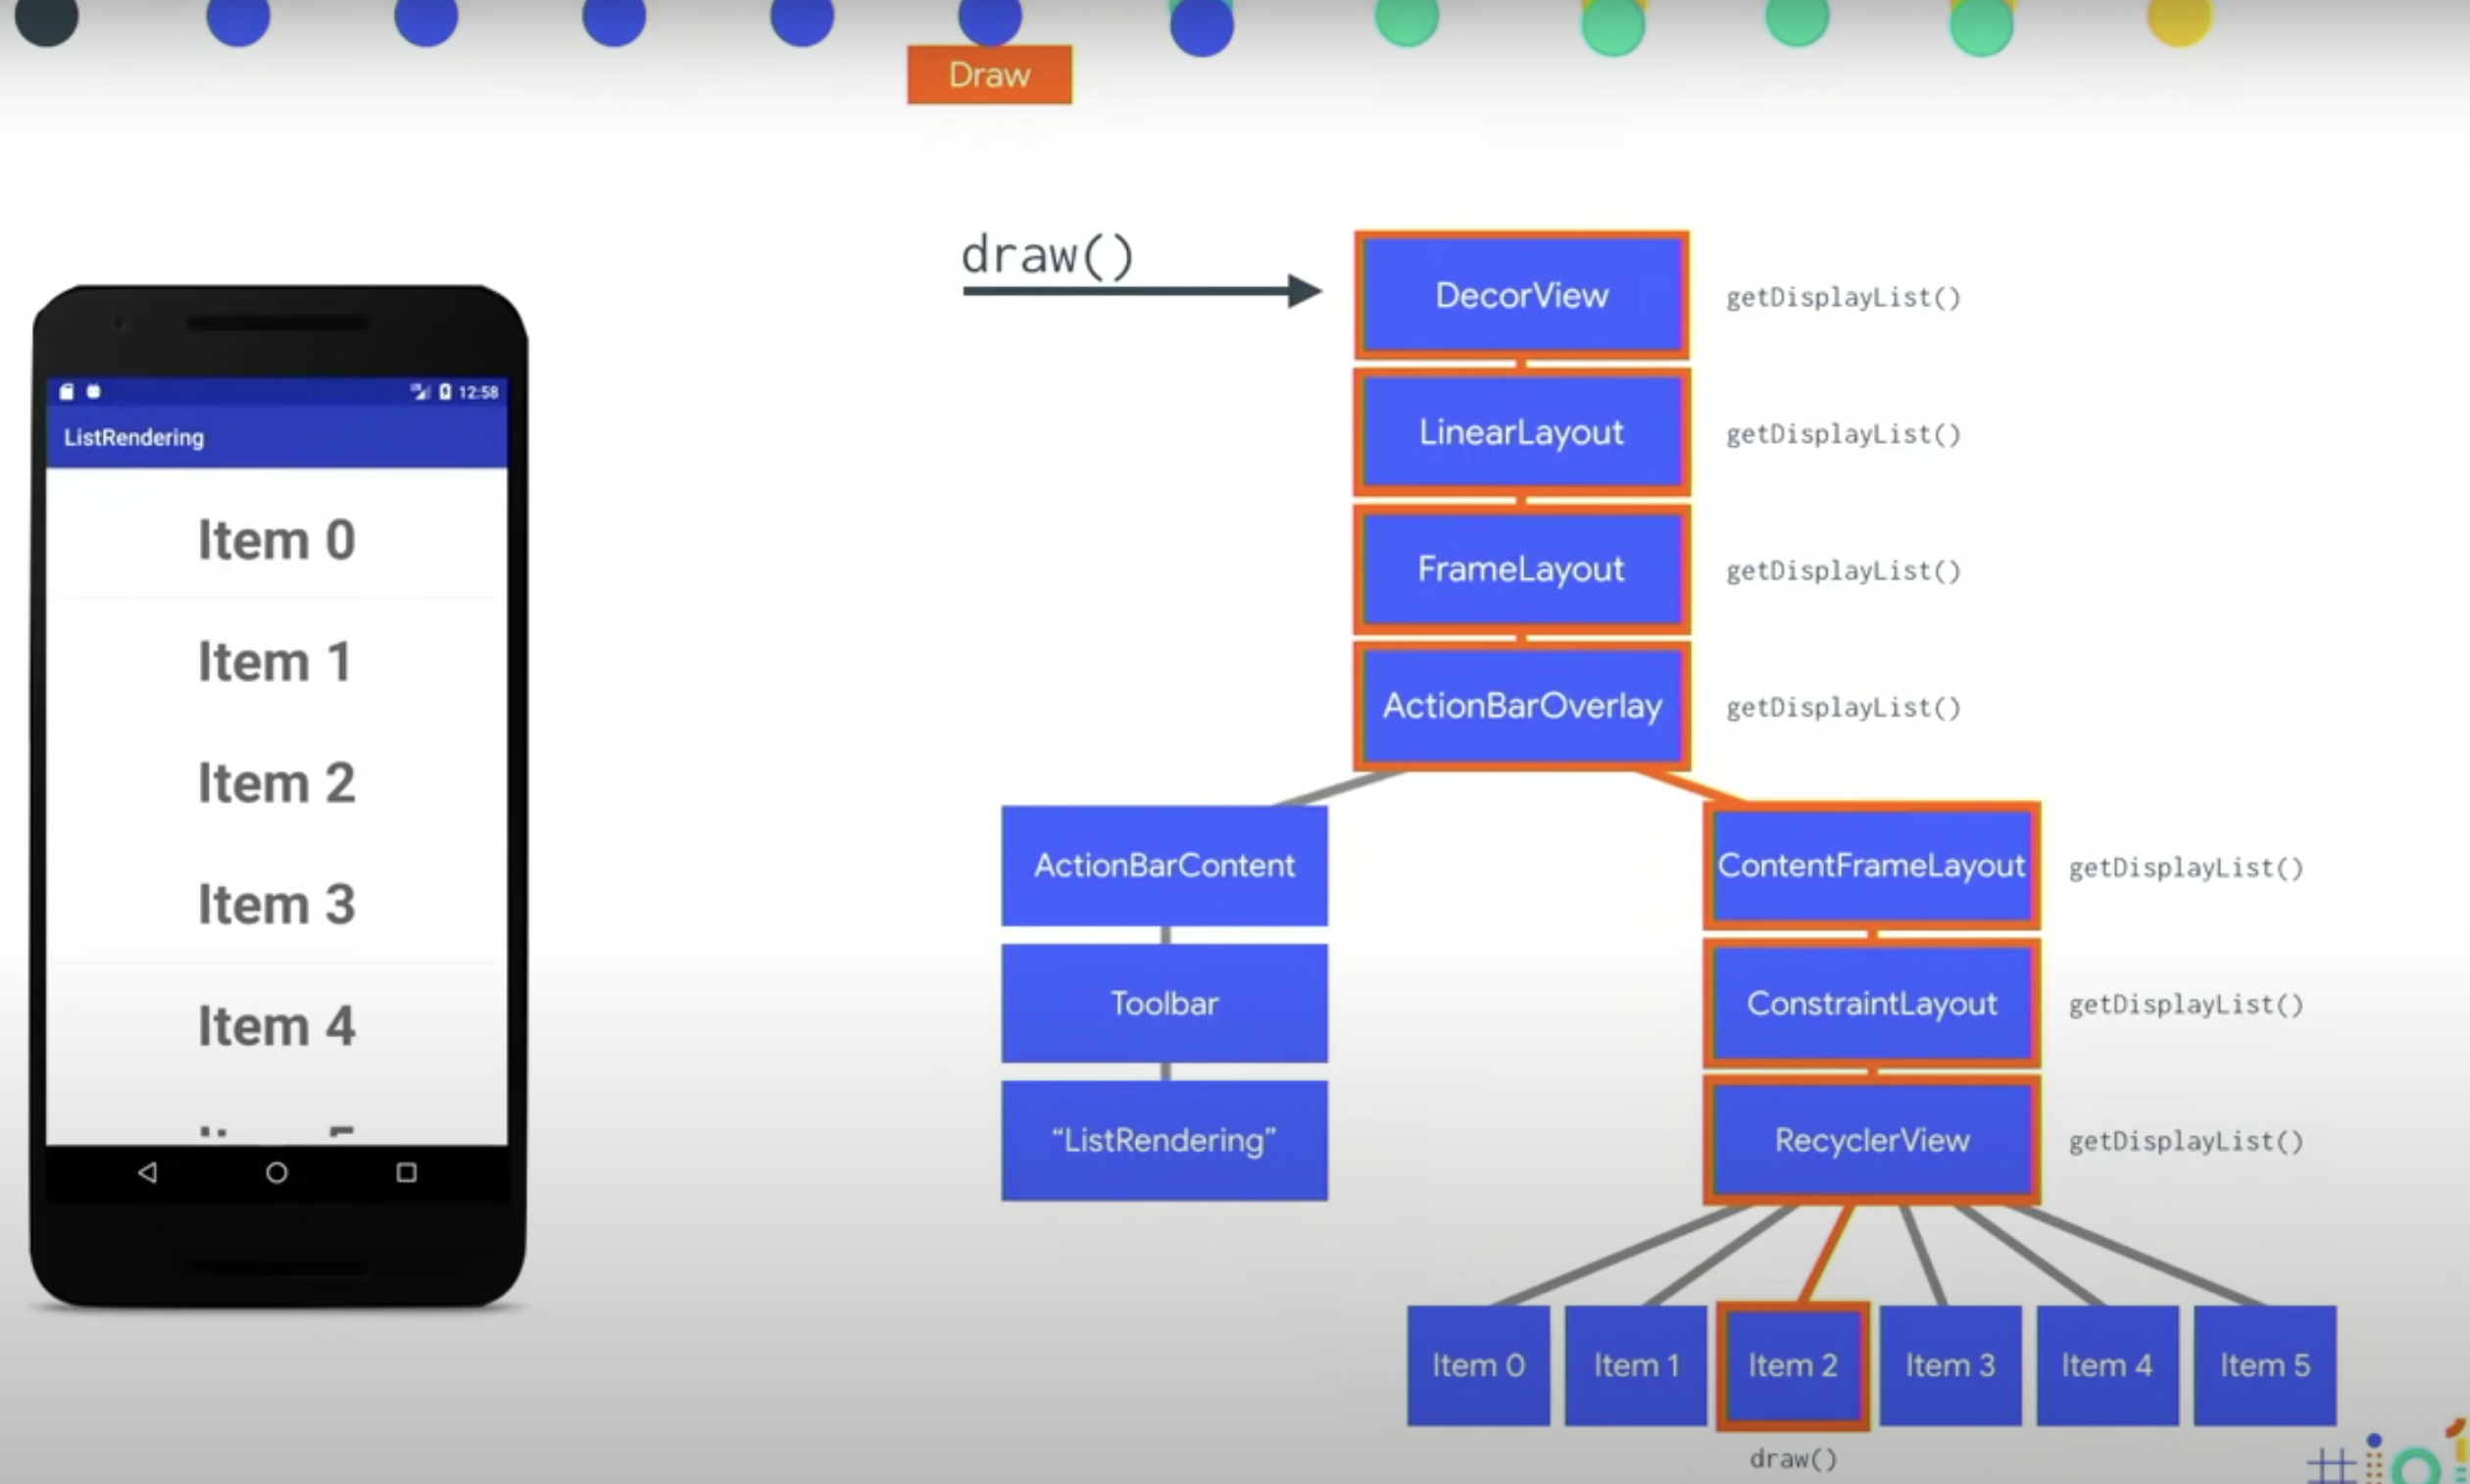 Draw
draw()
DecorView
getDisplayList()
LinearLayout
getDisplayList()
FrameLayout
getDisplayList()
ActionBarOverlay
getDisplayList()
12:58
ListRendering
Item 0
Item 1
Item 2
Item 3
Item 4
ActionBarContent
Toolbar
“ListRendering”
ContentFrameLayout
getDisplayList()
ConstraintLayout
getDisplayList()
RecyclerView
getDisplayList()
Item 0
Item 1
Item 2
Item 3
Item 4
Item 5
draw()